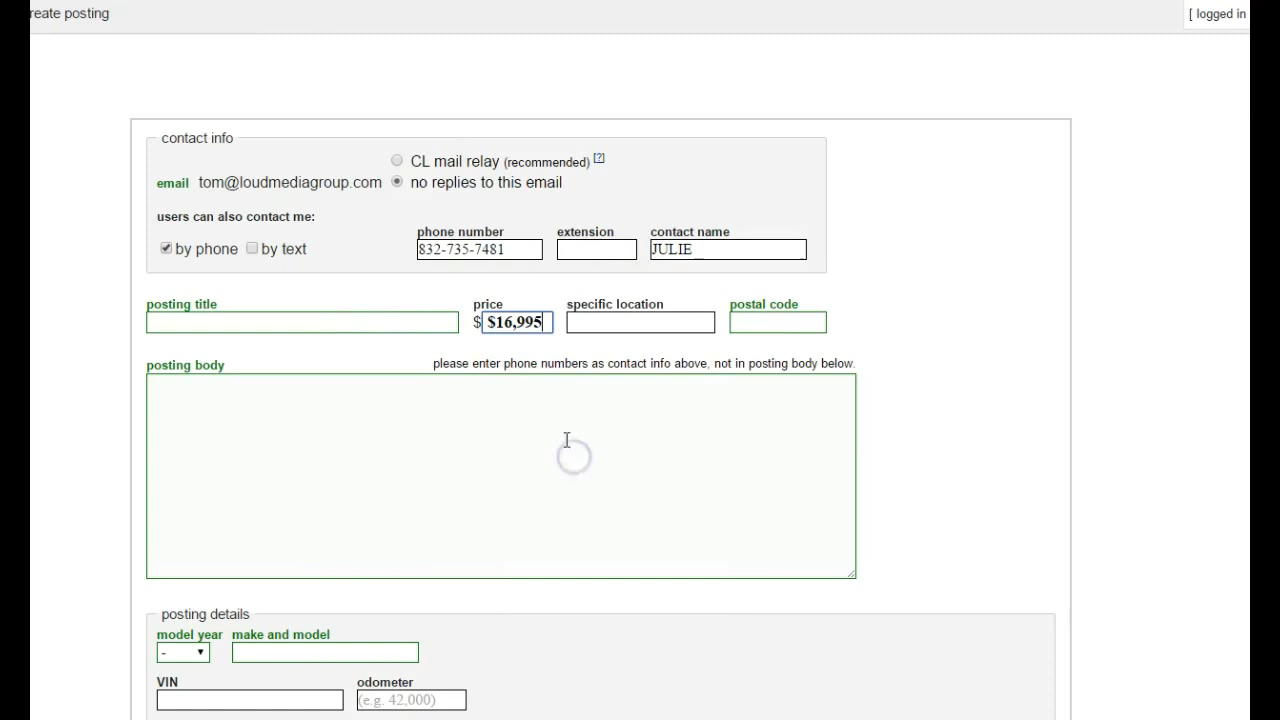 reate posting
[ logged in
contact info
CL mail relay (recommended) [?]
email tom@loudmediagroup.com no replies to this email
users can also contact me:
phone number extension contact name
by phone by text 832-735-7481 JULIE
posting title price specific location postal code
$ $16,995
posting body please enter phone numbers as contact info above, not in posting body below.
posting details
model year make and model
-
VIN odometer
(e.g. 42,000)